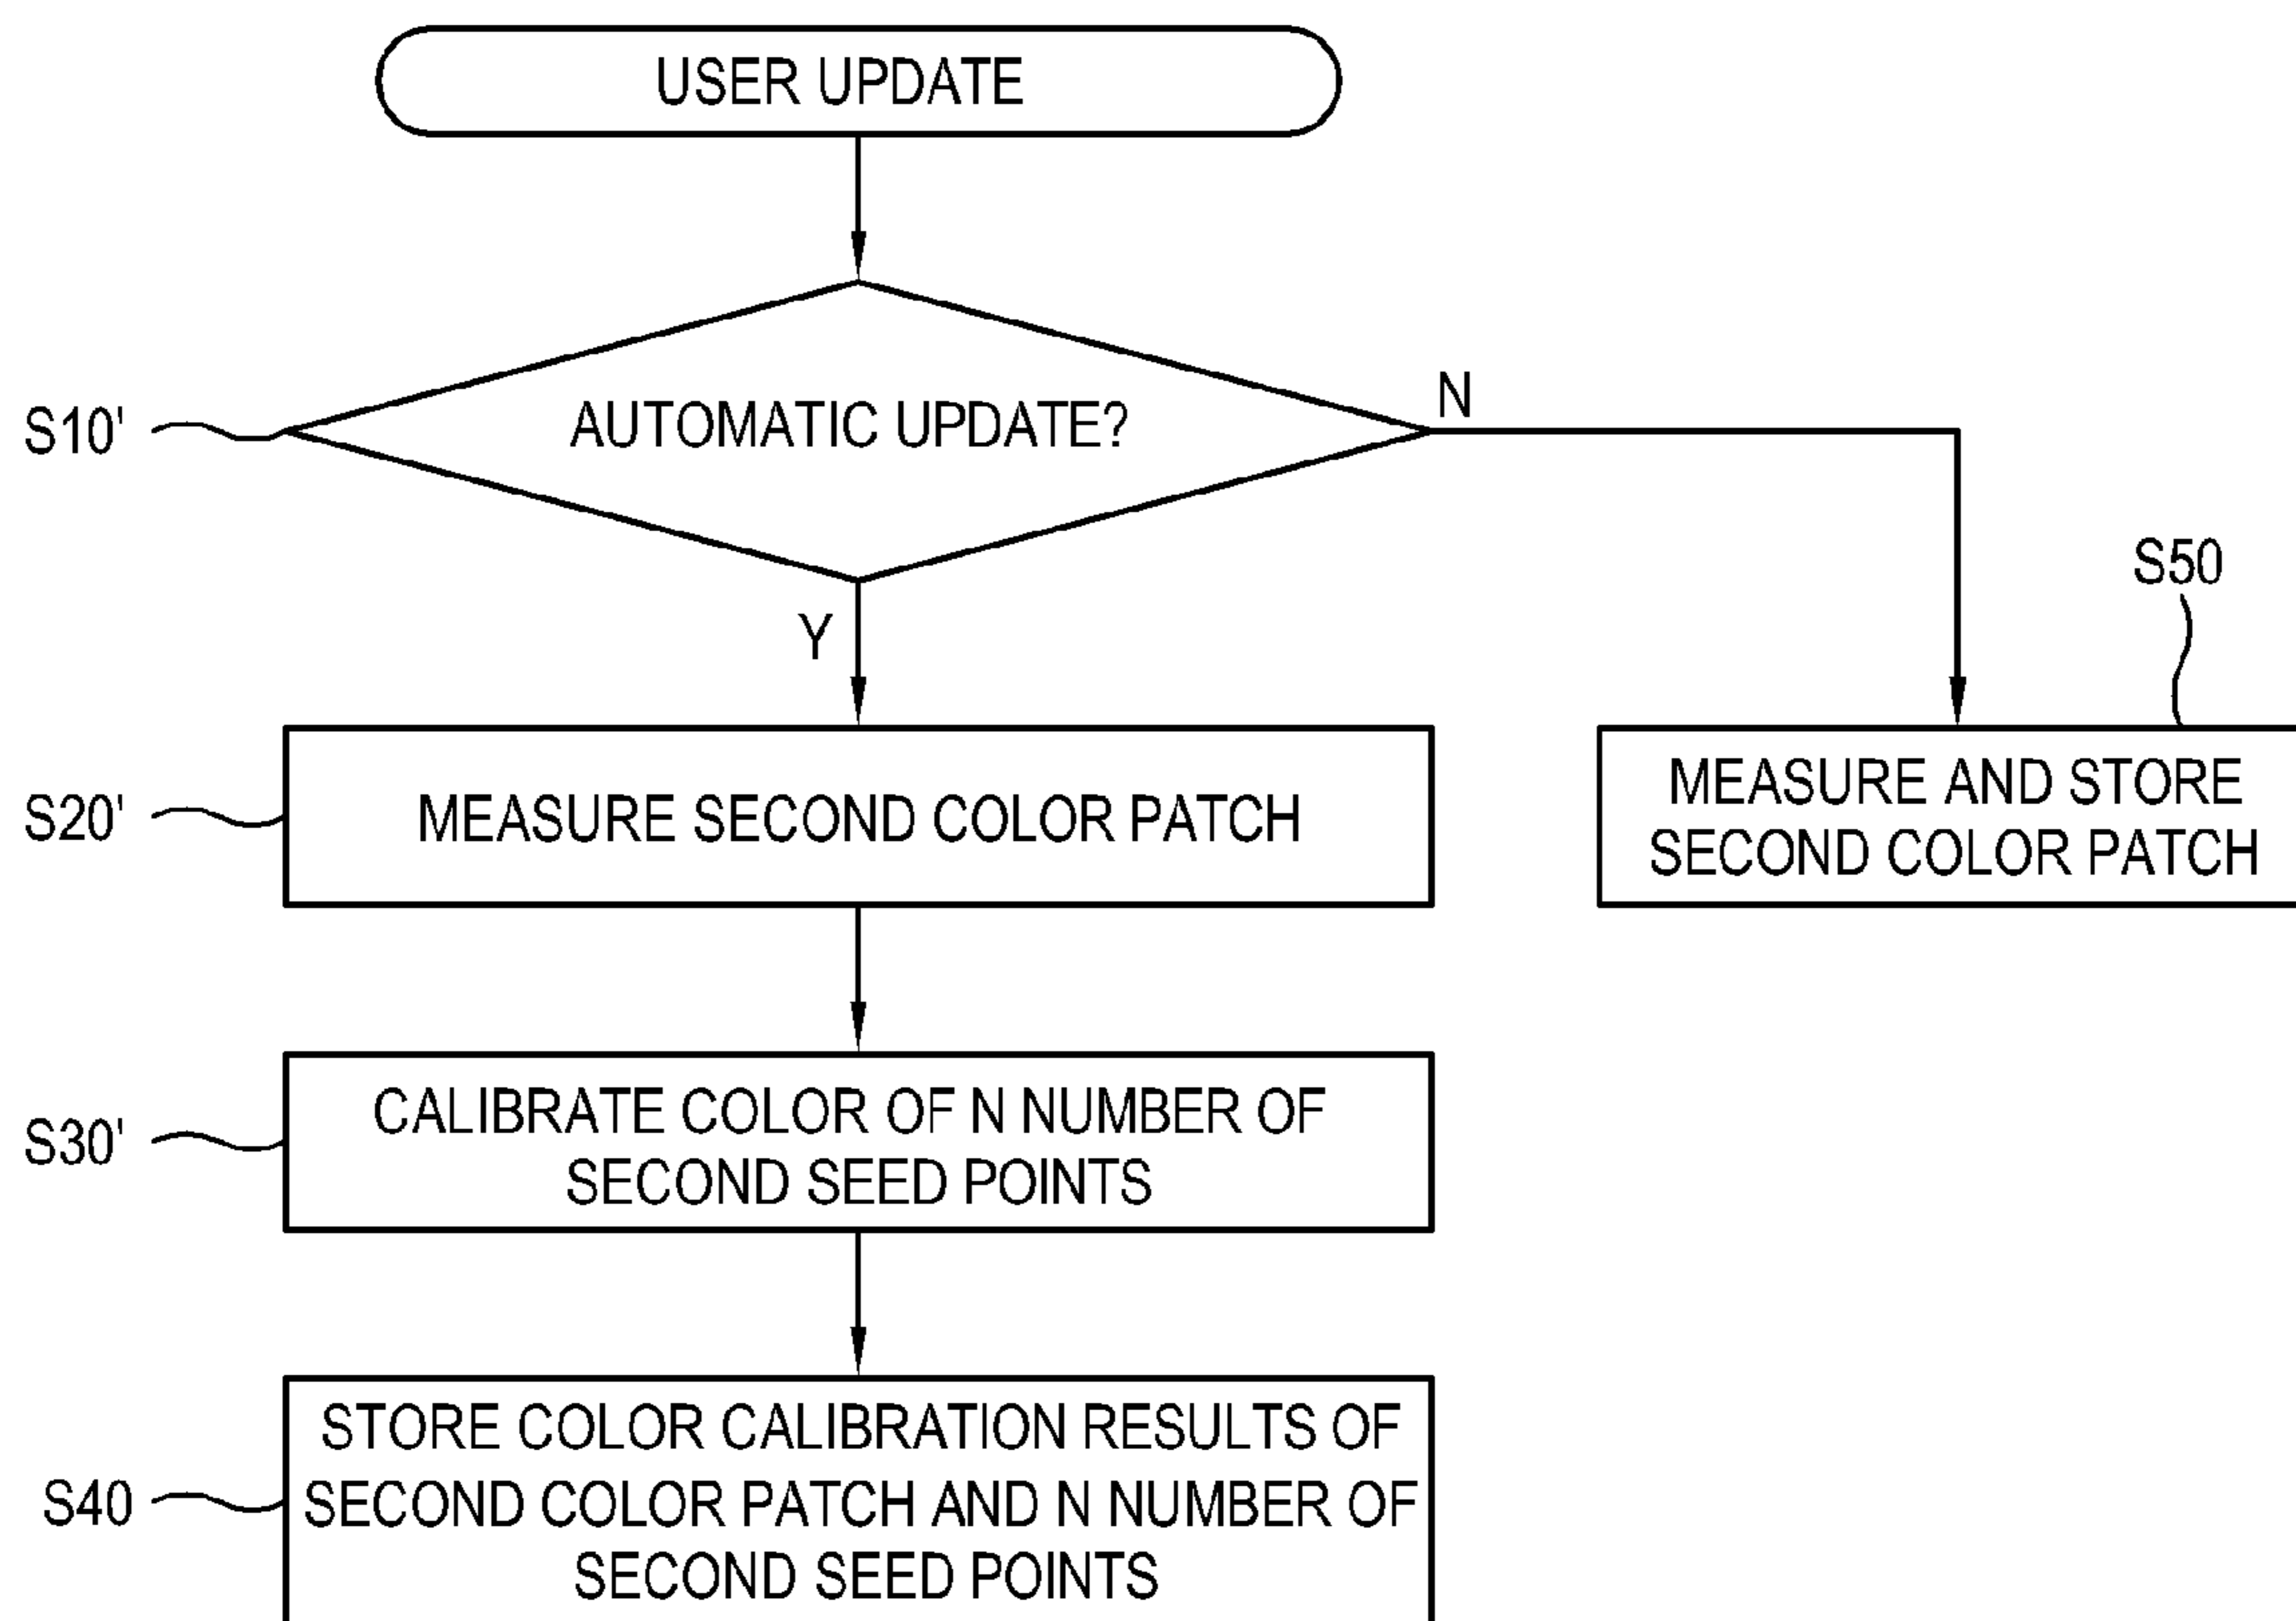 USER UPDATE
S10'
AUTOMATIC UPDATE?
N
Y
S50
S20'
MEASURE SECOND COLOR PATCH
MEASURE AND STORE
SECOND COLOR PATCH
S30'
CALIBRATE COLOR OF N NUMBER OF
SECOND SEED POINTS
S40
STORE COLOR CALIBRATION RESULTS OF
SECOND COLOR PATCH AND N NUMBER OF
SECOND SEED POINTS